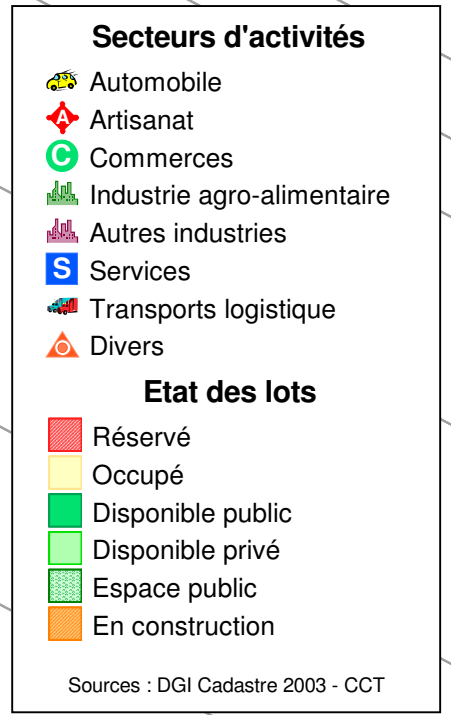 Secteurs d'activités
Automobile
A Artisanat
C Commerces
Industrie agro-alimentaire
Autres industries
S Services
Transports logistique
Divers
Etat des lots
Réservé
Occupé
Disponible public
Disponible privé
Espace public
En construction
Sources : DGI Cadastre 2003 - CCT